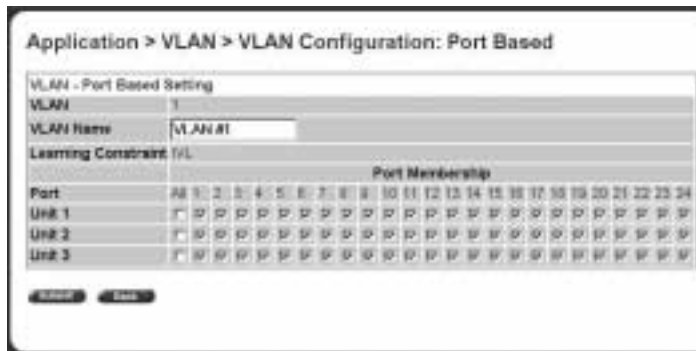 Application > VLAN > VLAN Configuration: Port Based
VLAN - Port Based Setting
VLAN 1
VLAN Name VLAN #1
Learning Constraint IVL
Port Membership
Port All 1 2 3 4 5 6 7 8 9 10 11 12 13 14 15 16 17 18 19 20 21 22 23 24
Unit 1
Unit 2
Unit 3
Submit Back